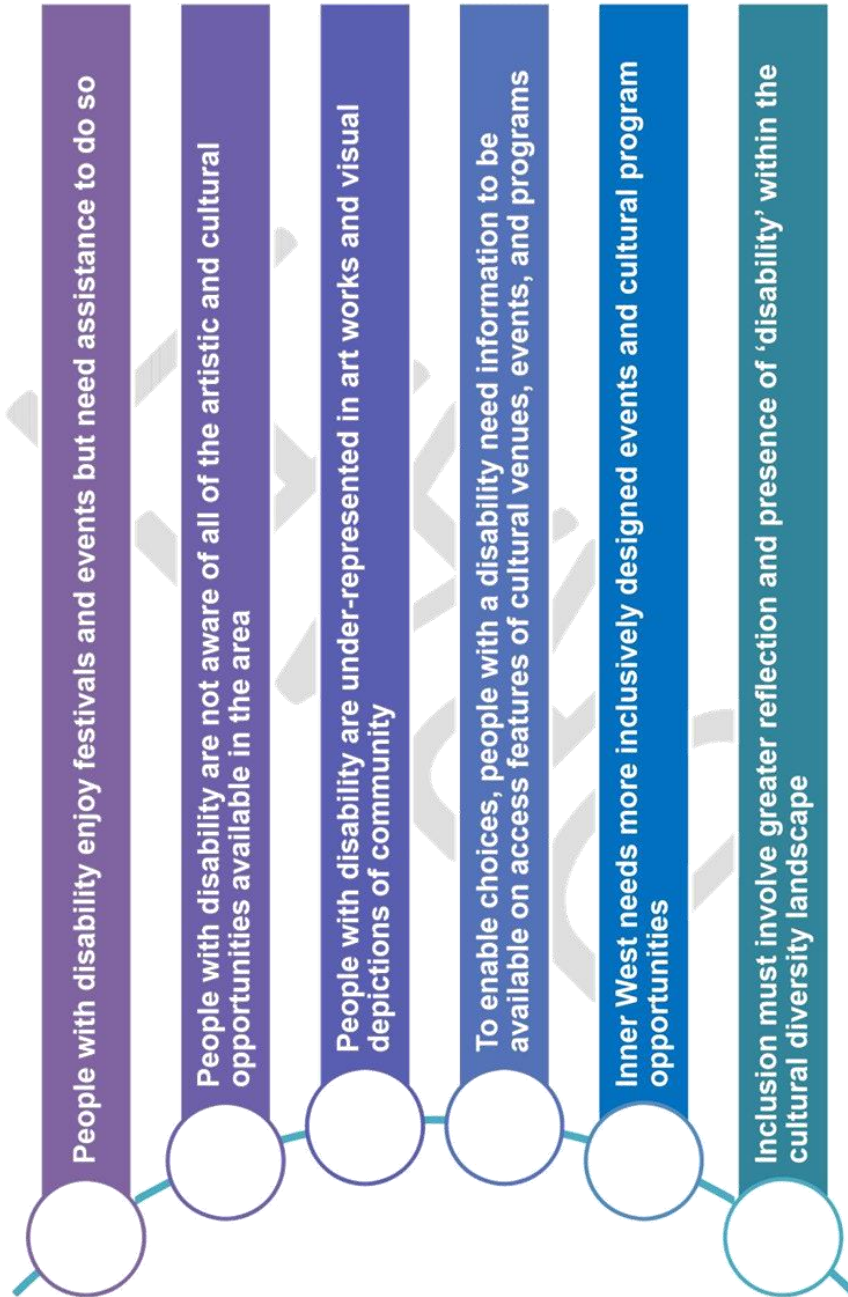 People with disability enjoy festivals and events but need assistance to do so
People with disability are not aware of all of the artistic and cultural
opportunities available in the area
People with disability are under-represented in art works and visual
depictions of community
To enable choices, people with a disability need information to be
available on access features of cultural venues, events, and programs
Inner West needs more inclusively designed events and cultural program
opportunities
Inclusion must involve greater reflection and presence of ‘disability’ within the
cultural diversity landscape